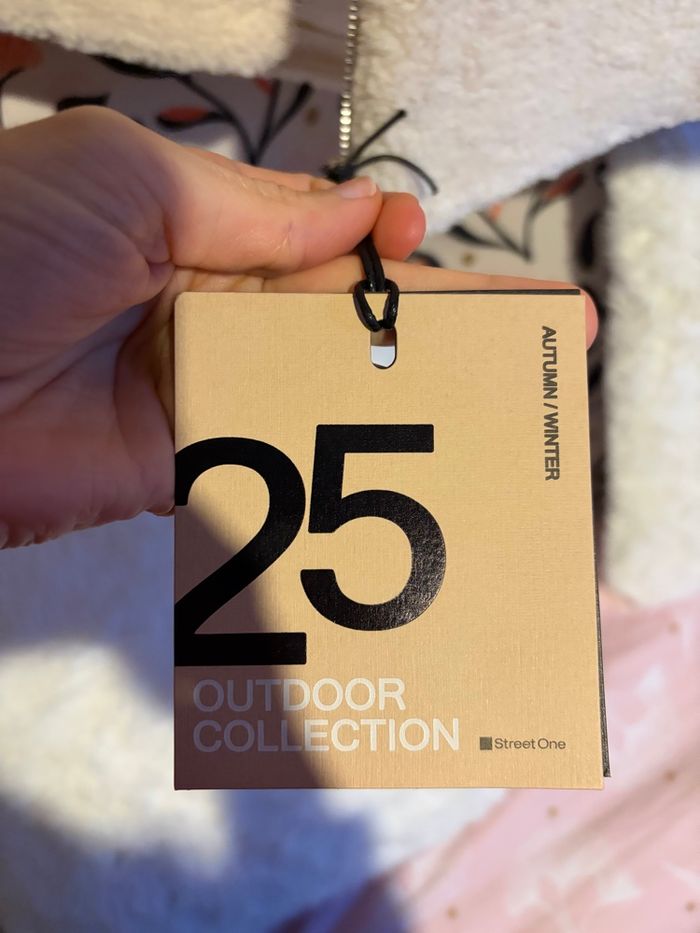 AUTUMN / WINTER
25
OUTDOOR
COLLECTION
Street One